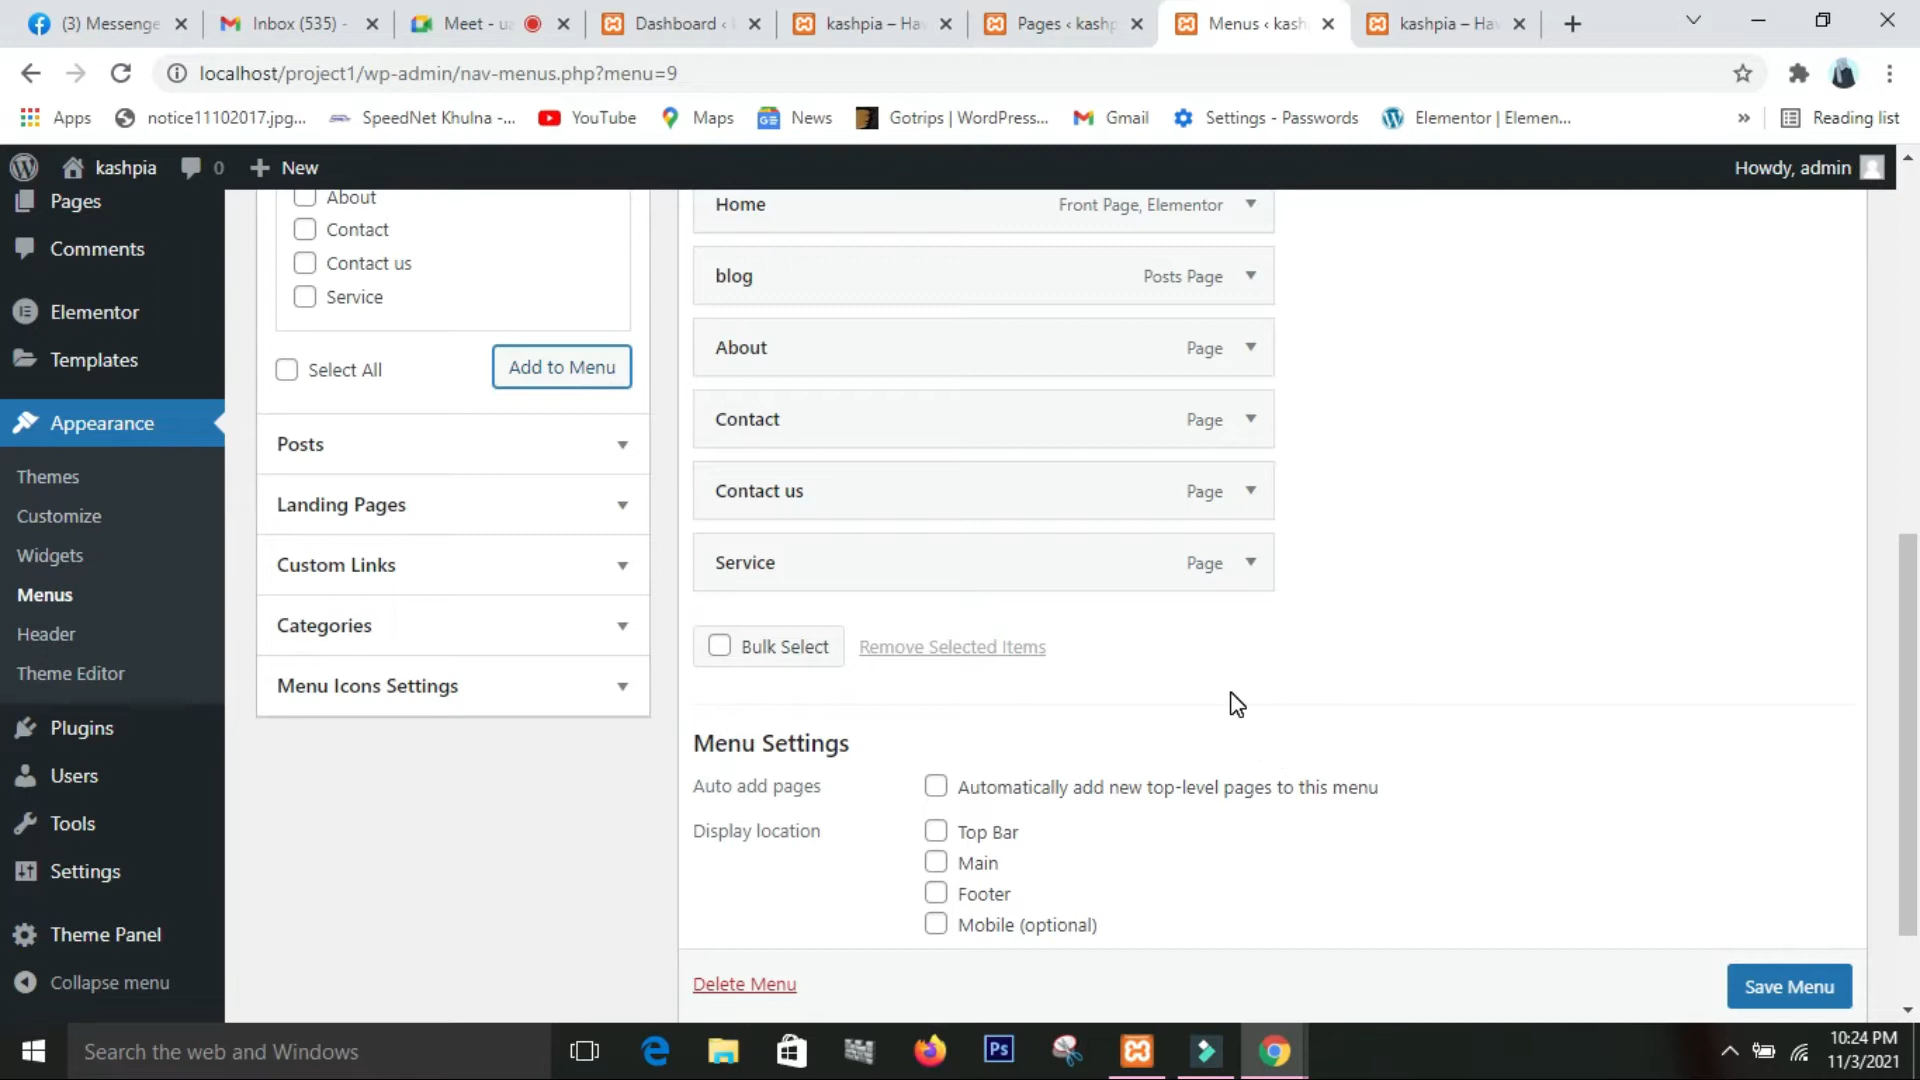 (3) Messenge
Inbox (535) -
Meet - ua
Dashboard ‹
kashpia – Hav
Pages ‹ kashp
Menus ‹ kash
kashpia – Hav
localhost/project1/wp-admin/nav-menus.php?menu=9
Apps
notice11102017.jpg...
SpeedNet Khulna -...
YouTube
Maps
News
Gotrips | WordPress...
Gmail
Settings - Passwords
Elementor | Elemen...
»
Reading list
kashpia
0
New
Howdy, admin
Pages
Comments
Elementor
Templates
Appearance
Themes
Customize
Widgets
Menus
Header
Theme Editor
Plugins
Users
Tools
Settings
Theme Panel
Collapse menu
About
Contact
Contact us
Service
Select All
Add to Menu
Posts
Landing Pages
Custom Links
Categories
Menu Icons Settings
Home Front Page, Elementor
blog Posts Page
About Page
Contact Page
Contact us Page
Service Page
Bulk Select Remove Selected Items
Menu Settings
Auto add pages Automatically add new top-level pages to this menu
Display location Top Bar
Main
Footer
Mobile (optional)
Delete Menu
Save Menu
Search the web and Windows
Ps
10:24 PM
11/3/2021